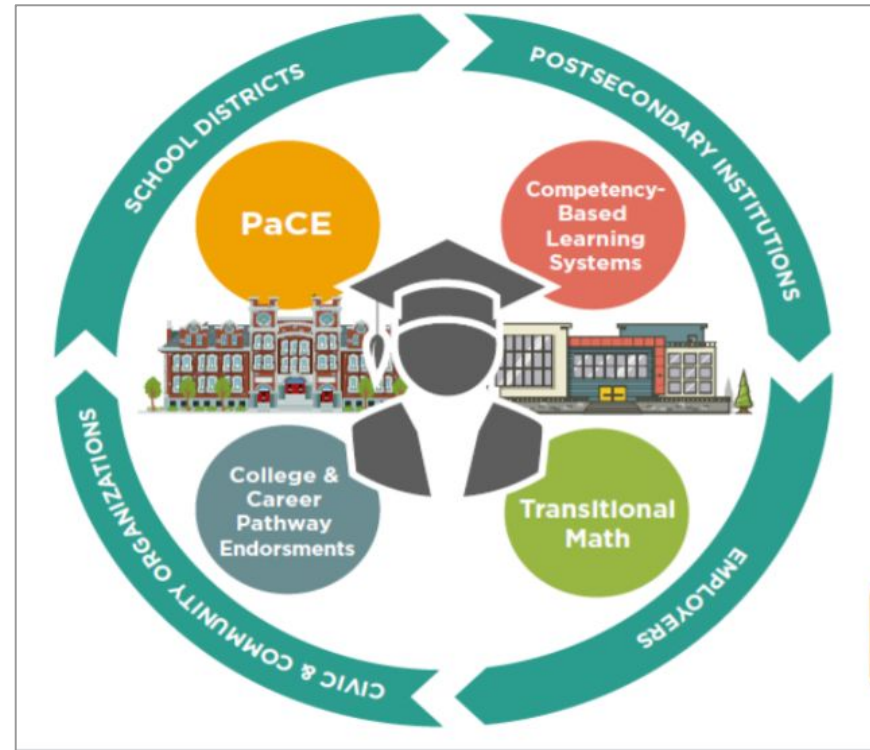 SCHOOL DISTRICTS
POSTSECONDARY INSTITUTIONS
PaCE
Competency-
Based
Learning
Systems
College &
Career
Pathway
Endorsments
Transitional
Math
CIVIC & COMMUNITY ORGANIZATIONS
EMPLOYERS